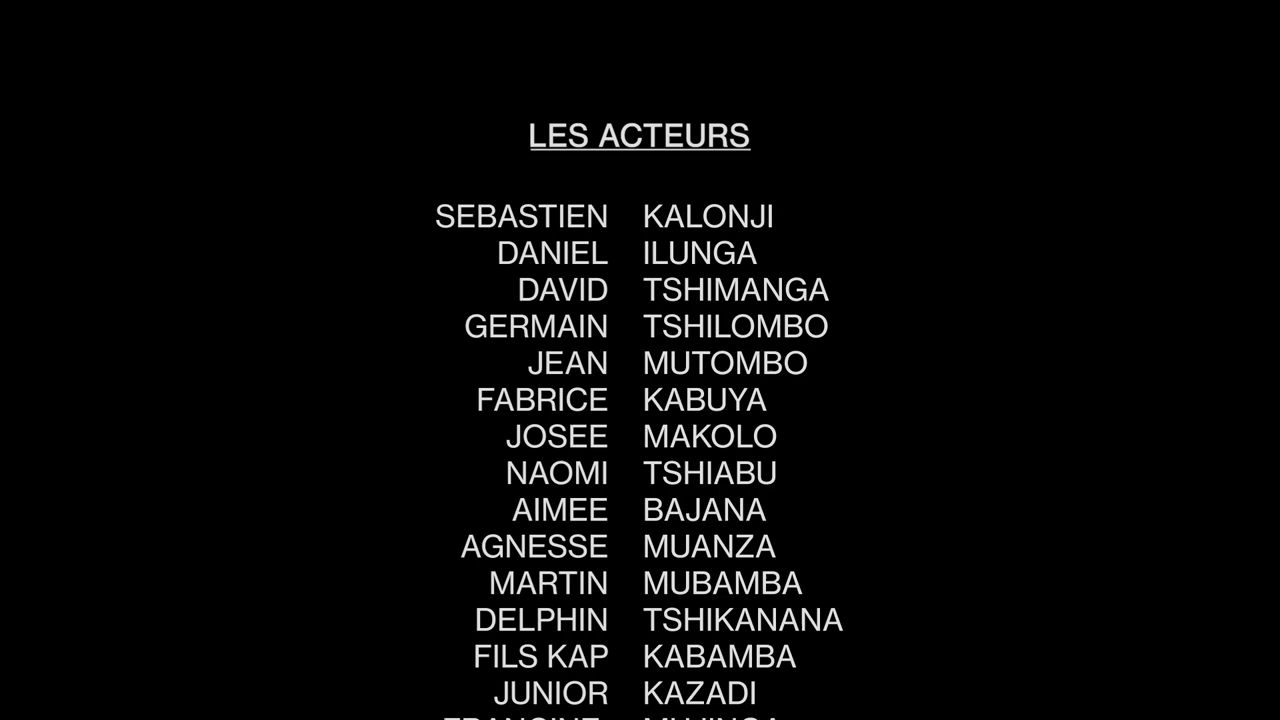 LES ACTEURS
SEBASTIEN KALONJI
DANIEL ILUNGA
DAVID TSHIMANGA
GERMAIN TSHILOMBO
JEAN MUTOMBO
FABRICE KABUYA
JOSEE MAKOLO
NAOMI TSHIABU
AIMEE BAJANA
AGNESSE MUANZA
MARTIN MUBAMBA
DELPHIN TSHIKANANA
FILS KAP KABAMBA
JUNIOR KAZADI